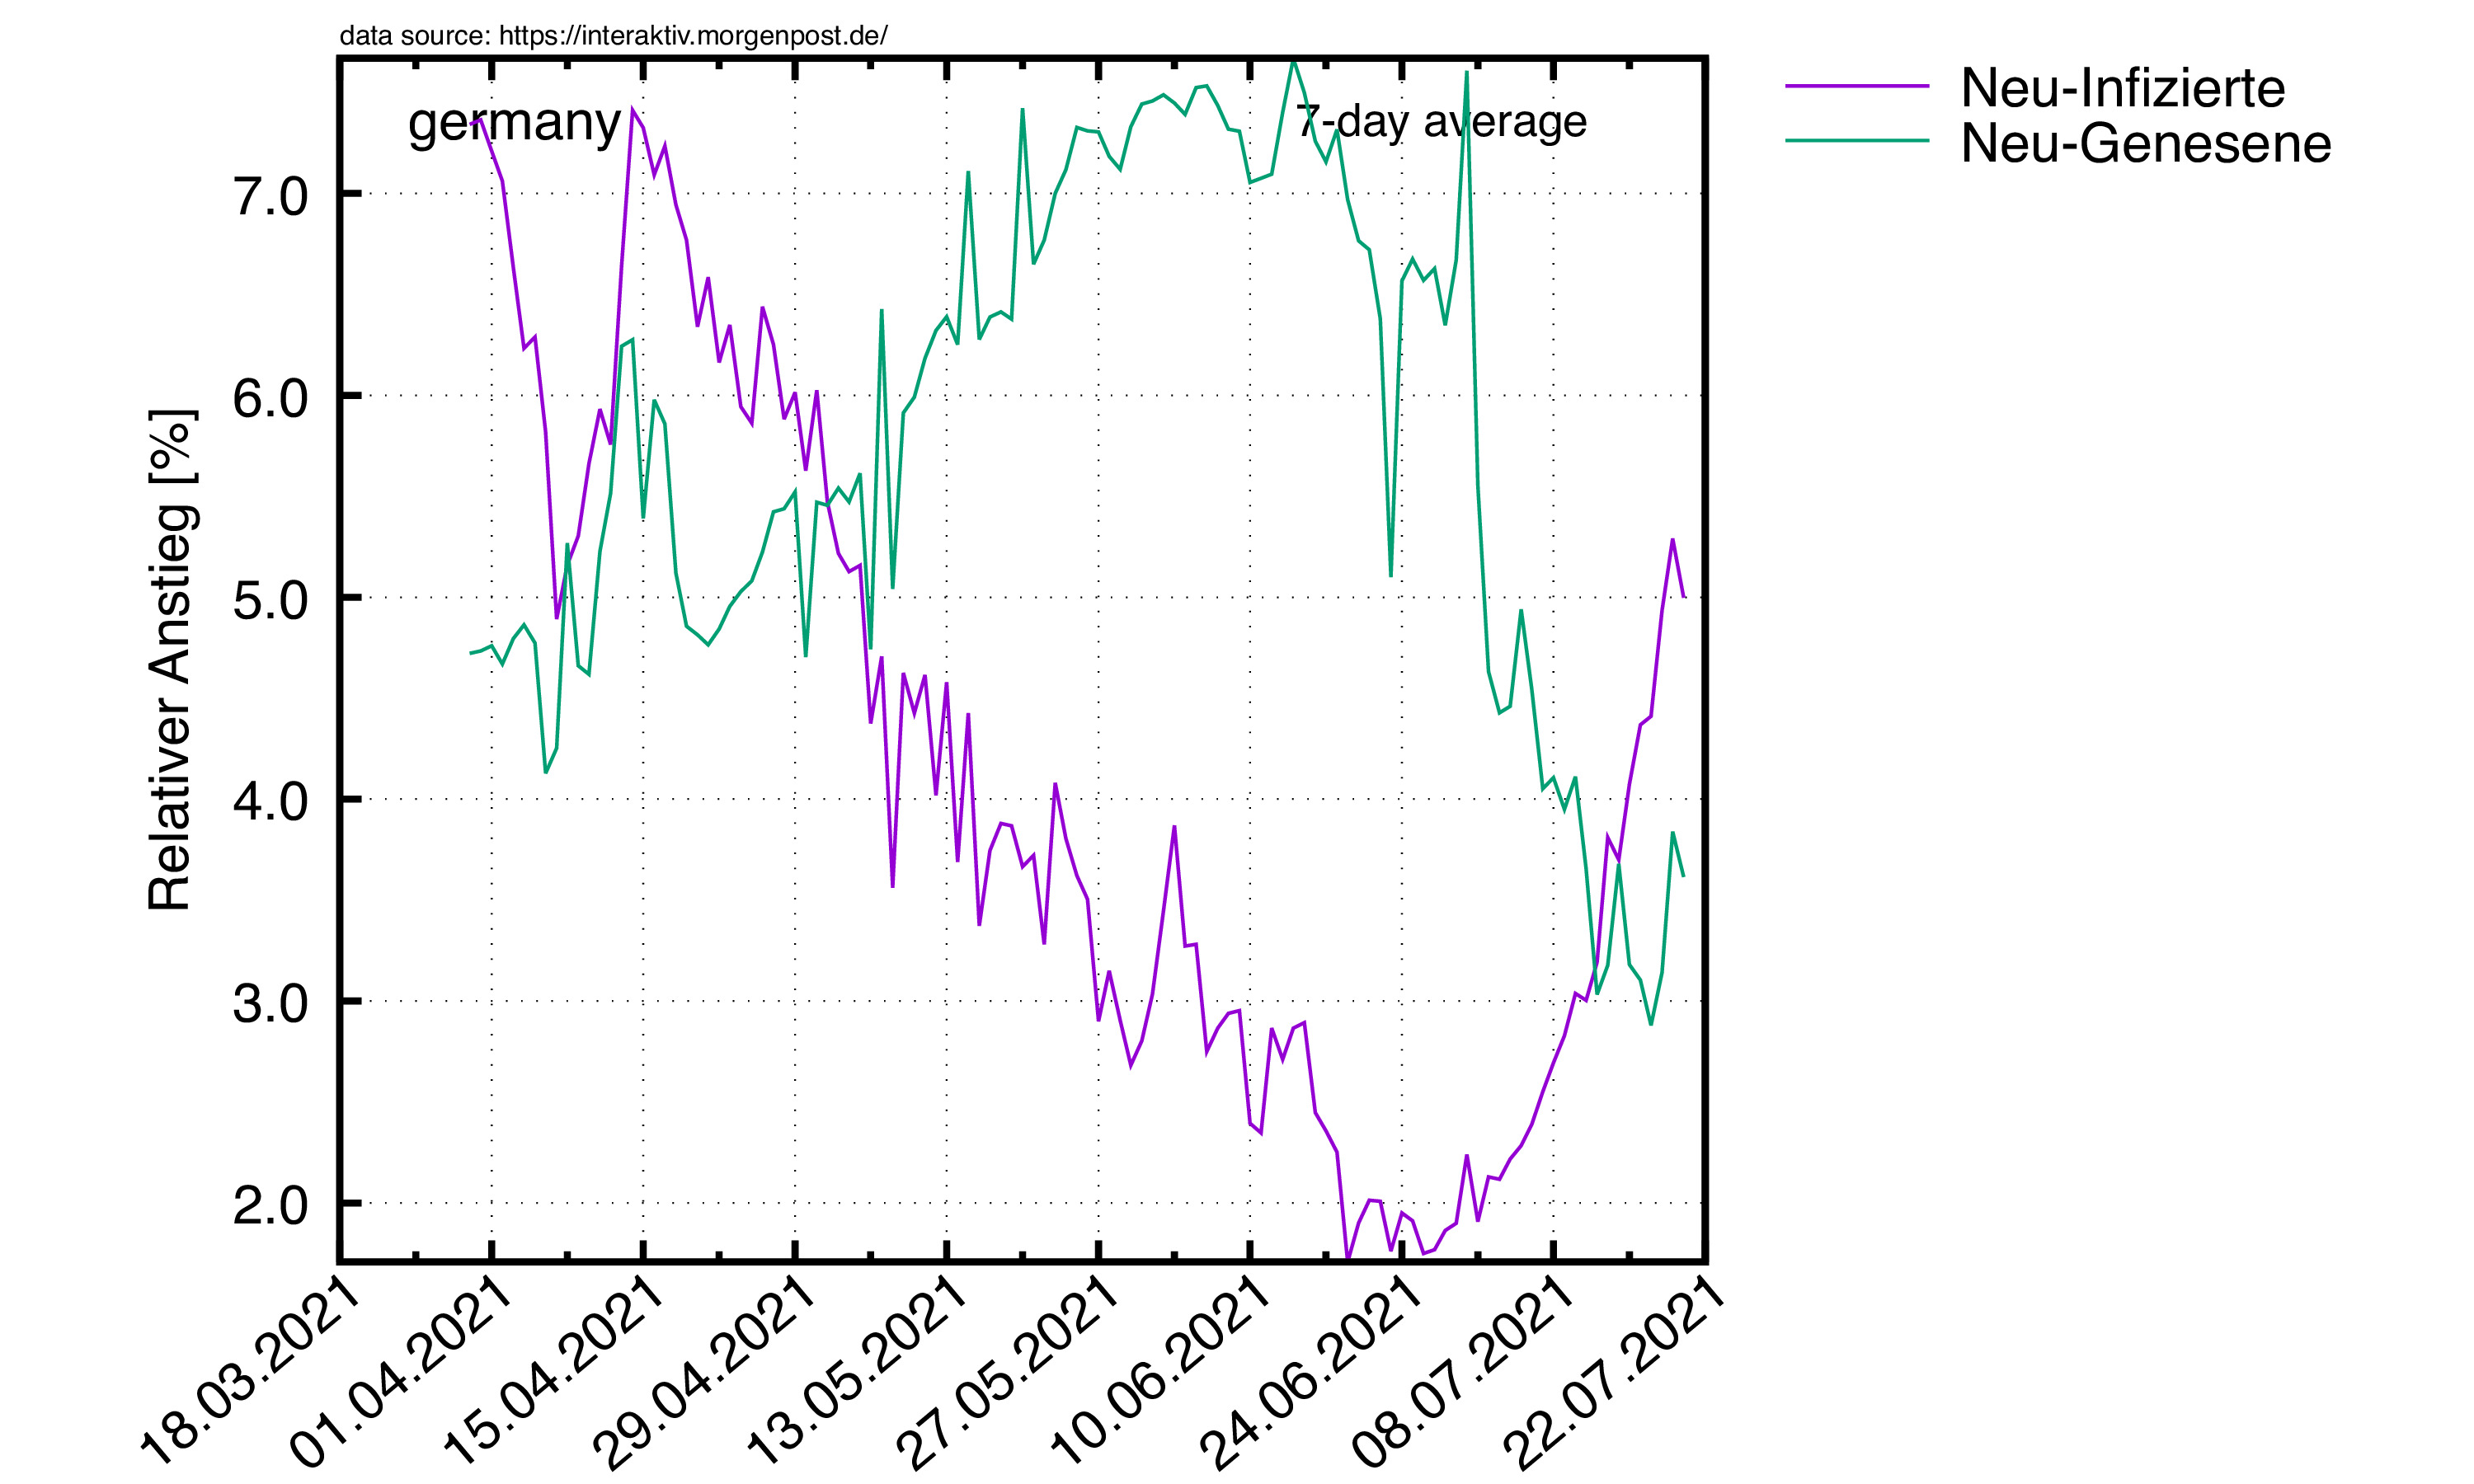 data source: https://interaktiv.morgenpost.de/
germany
7-day average
Neu-Infizierte
Neu-Genesene
Relativer Anstieg [%]
7.0
6.0
5.0
4.0
3.0
2.0
18.03.2021
01.04.2021
15.04.2021
29.04.2021
13.05.2021
27.05.2021
10.06.2021
24.06.2021
08.07.2021
22.07.2021